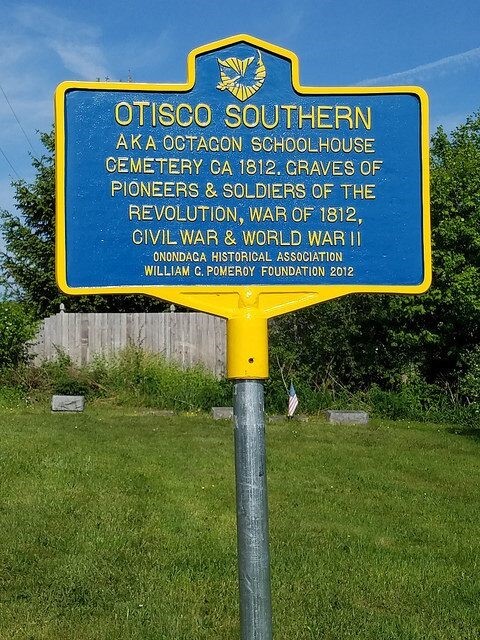 OTISCO SOUTHERN
AKA OCTAGON SCHOOLHOUSE
CEMETERY CA 1812. GRAVES OF
PIONEERS & SOLDIERS OF THE
REVOLUTION, WAR OF 1812,
CIVIL WAR & WORLD WAR II
ONONDAGA HISTORICAL ASSOCIATION
WILLIAM G. POMEROY FOUNDATION 2012